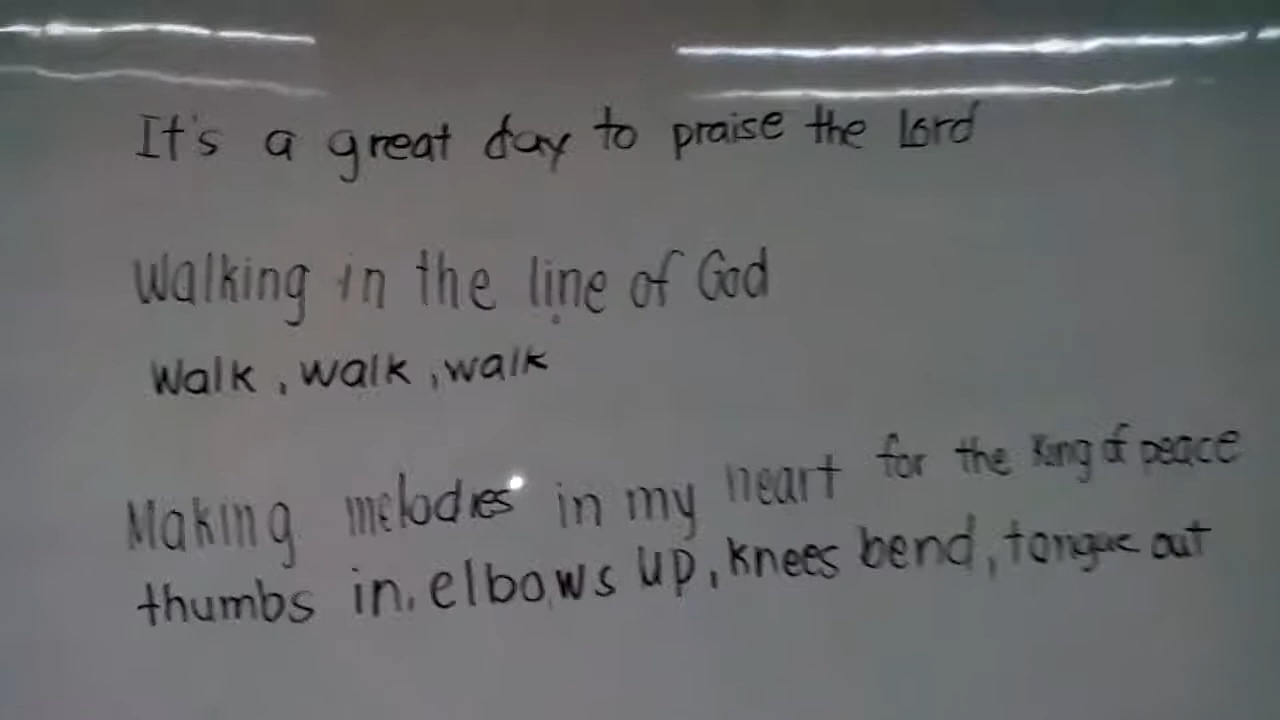 It's a great day to praise the Lord
Walking in the line of God
Walk, walk, walk
Making melodies in my heart for the King of peace
thumbs in, elbows up, knees bend, tongue out